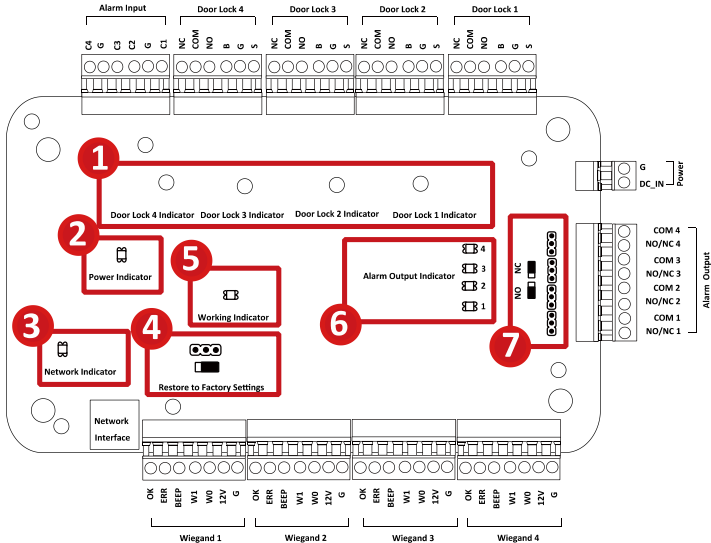 Alarm Input
Door Lock 4
Door Lock 3
Door Lock 2
Door Lock 1
C4 G C3 C2 G C1
NC COM NO B G S
NC COM NO B G S
NC COM NO B G S
NC COM NO B G S
1
Door Lock 4 Indicator
Door Lock 3 Indicator
Door Lock 2 Indicator
Door Lock 1 Indicator
G
DC_IN
Power
2
Power Indicator
5
Working Indicator
6
Alarm Output Indicator
4
3
2
1
NC
NO
7
COM 4
NO/NC 4
COM 3
NO/NC 3
COM 2
NO/NC 2
COM 1
NO/NC 1
Alarm Output
3
Network Indicator
4
Restore to Factory Settings
Network
Interface
OK ERR BEEP W1 W0 12V G
OK ERR BEEP W1 W0 12V G
OK ERR BEEP W1 W0 12V G
OK ERR BEEP W1 W0 12V G
Wiegand 1
Wiegand 2
Wiegand 3
Wiegand 4